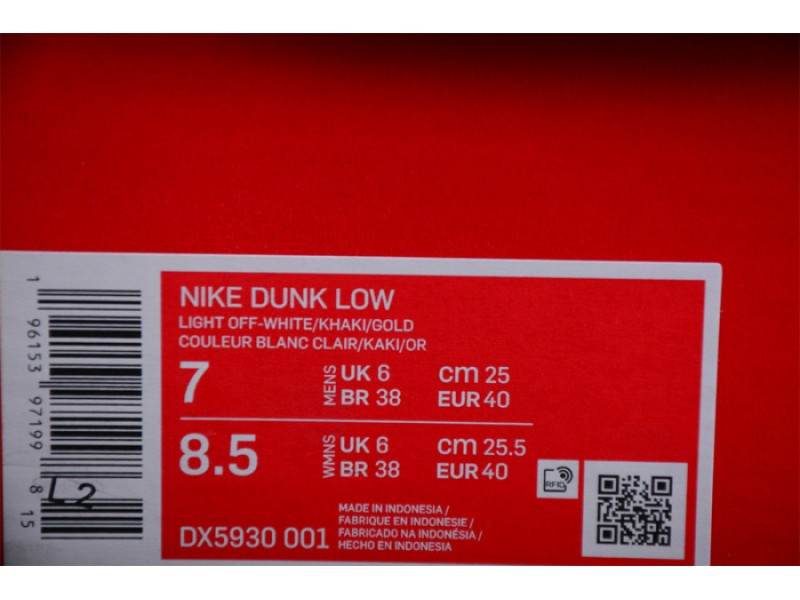 1 96153 97199 8 15
L2
NIKE DUNK LOW
LIGHT OFF-WHITE/KHAKI/GOLD
COULEUR BLANC CLAIR/KAKI/OR
7 MENS UK 6 cm 25
BR 38 EUR 40
8.5 WMNS UK 6 cm 25.5
BR 38 EUR 40
RFID
DX5930 001
MADE IN INDONESIA /
FABRIQUE EN INDONESIE /
FABRICADO NA INDONÉSIA /
HECHO EN INDONESIA